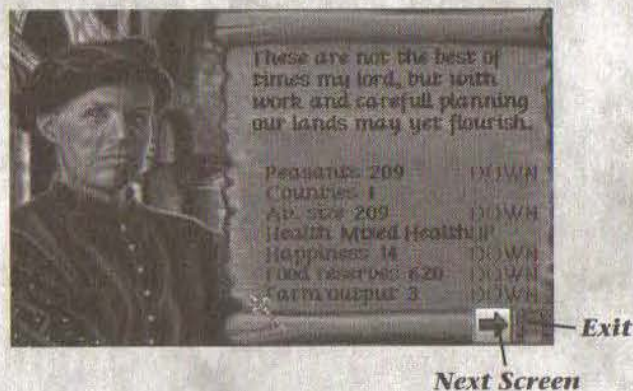 These are not the best of
times my lord, but with
work and carefull planning
our lands may yet flourish.
Peasants 209 DOWN
Counties 1
Av. size 209 DOWN
Health Mixed Health UP
Happiness 14 DOWN
Food reserves 620 DOWN
Farm output 3 DOWN
Exit
Next Screen